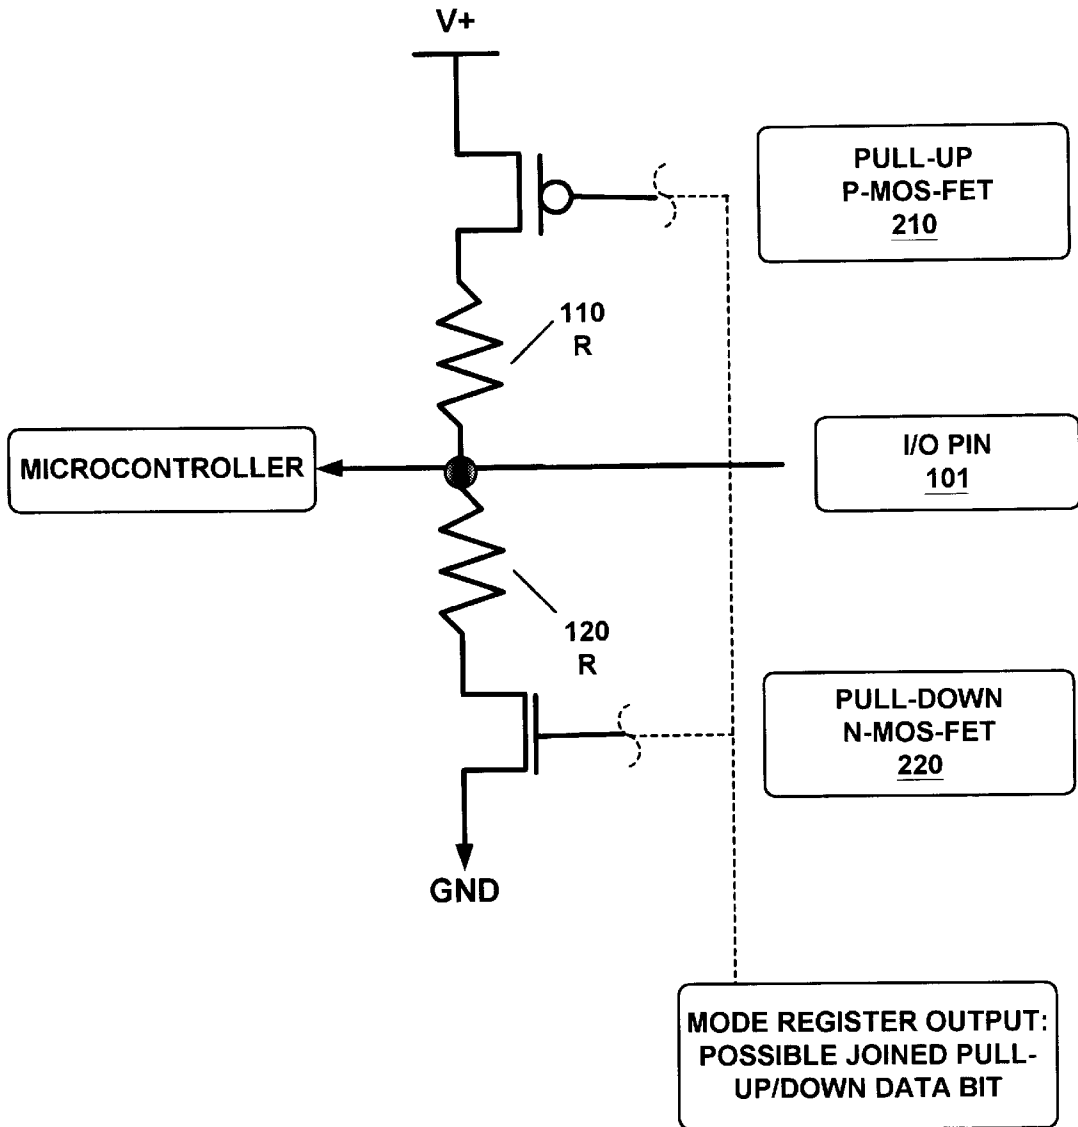 V+
PULL-UP
P-MOS-FET
210
110
R
MICROCONTROLLER
I/O PIN
101
120
R
PULL-DOWN
N-MOS-FET
220
GND
MODE REGISTER OUTPUT:
POSSIBLE JOINED PULL-
UP/DOWN DATA BIT